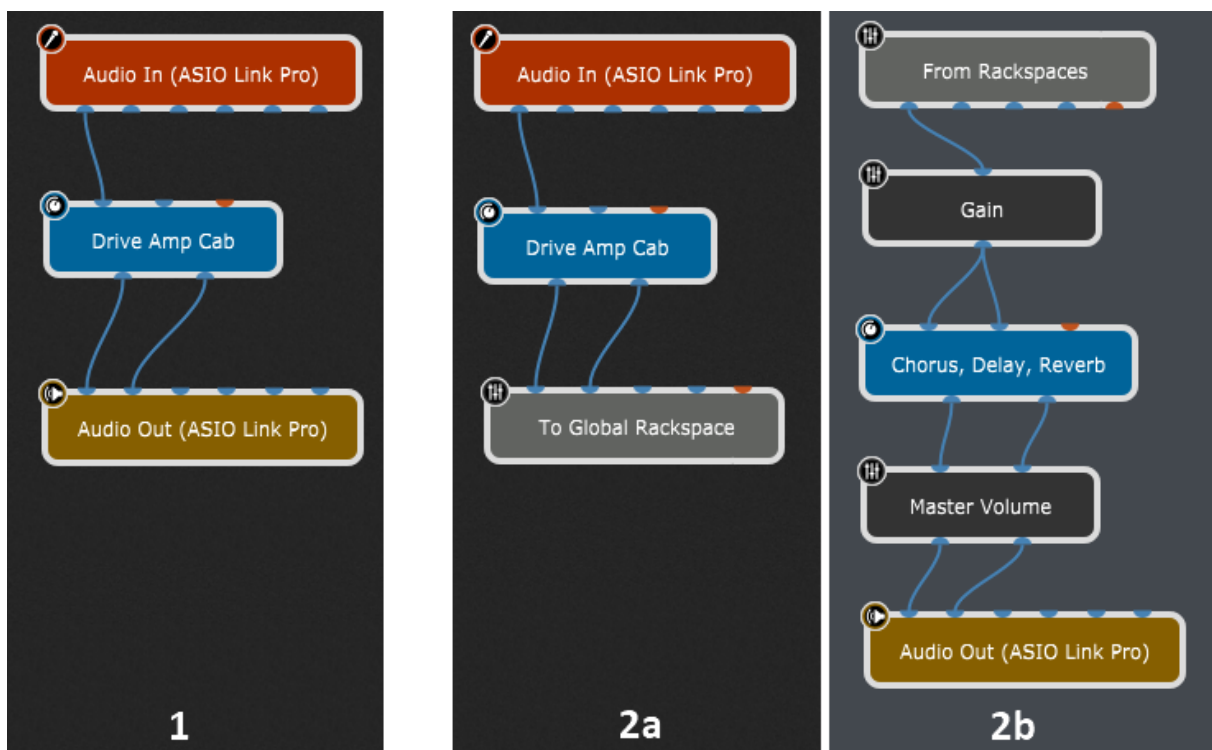 Audio In (ASIO Link Pro)
Drive Amp Cab
Audio Out (ASIO Link Pro)
1
Audio In (ASIO Link Pro)
Drive Amp Cab
To Global Rackspace
2a
From Rackspaces
Gain
Chorus, Delay, Reverb
Master Volume
Audio Out (ASIO Link Pro)
2b